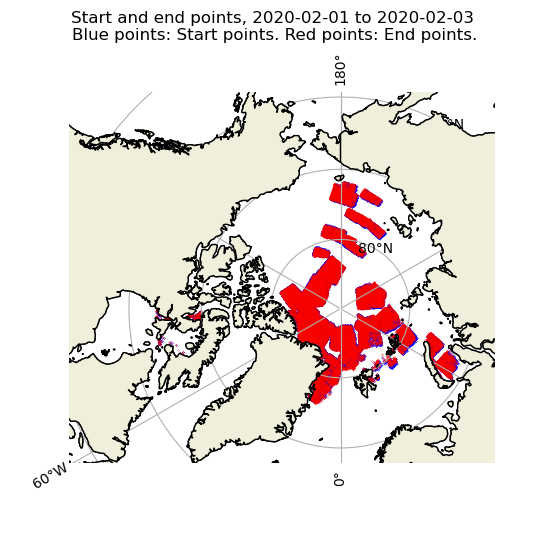 Start and end points, 2020-02-01 to 2020-02-03
Blue points: Start points. Red points: End points.
180°
80°N
60°W
0°